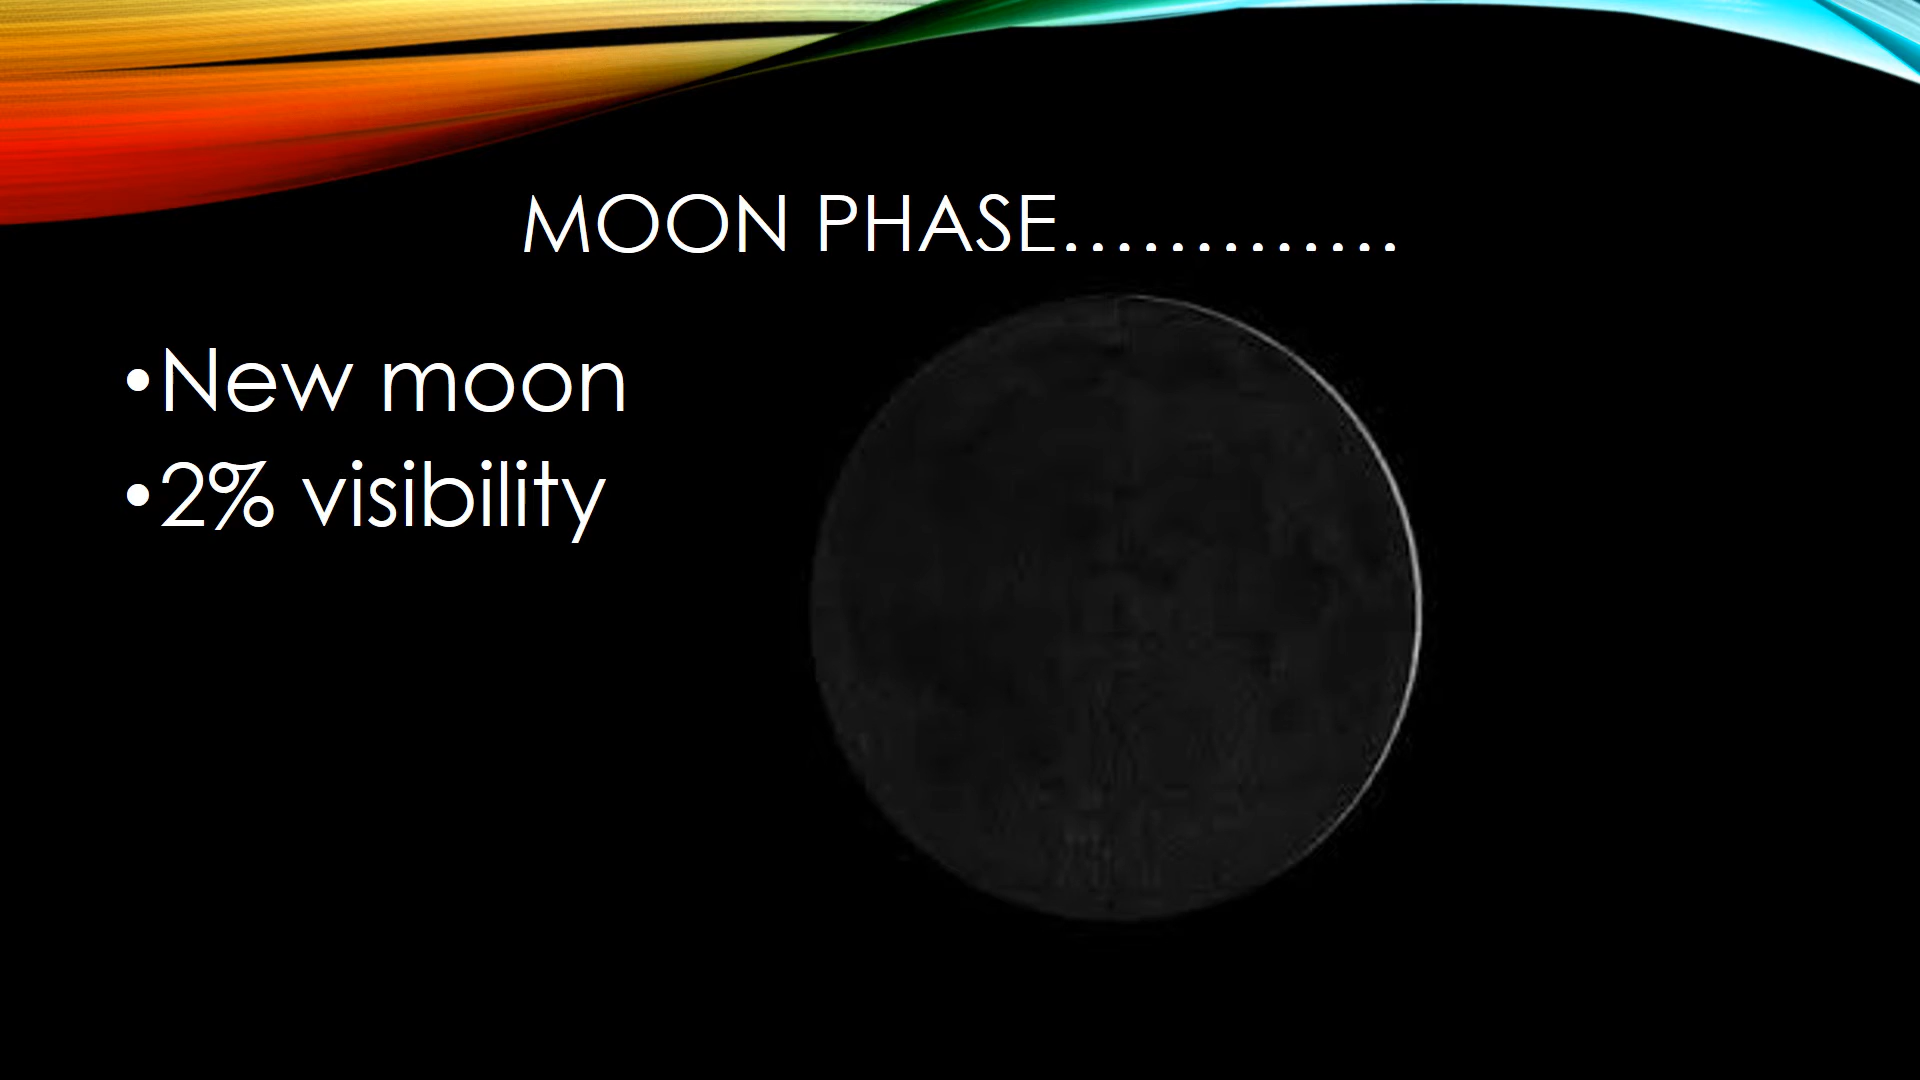 MOON PHASE.............
•New moon
•2% visibility